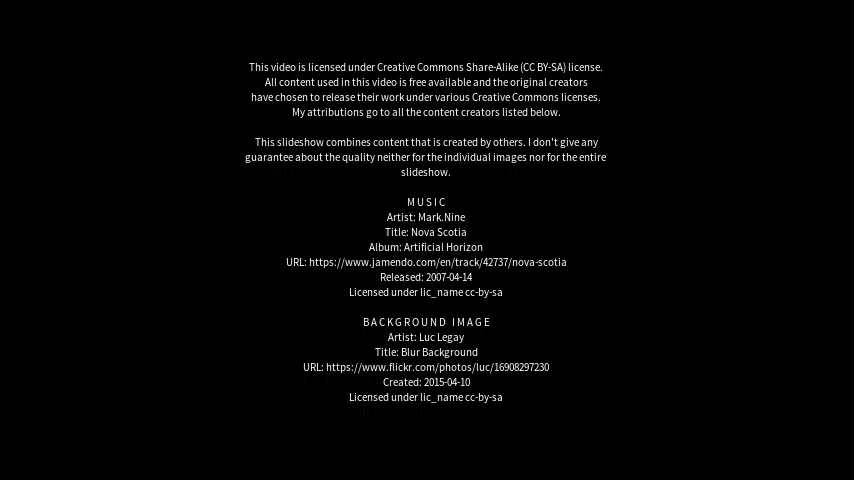 This video is licensed under Creative Commons Share-Alike (CC BY-SA) license.
All content used in this video is free available and the original creators
have chosen to release their work under various Creative Commons licenses.
My attributions go to all the content creators listed below.
This slideshow combines content that is created by others. I don't give any
guarantee about the quality neither for the individual images nor for the entire
slideshow.
MUSIC
Artist: Mark.Nine
Title: Nova Scotia
Album: Artificial Horizon
URL: https://www.jamendo.com/en/track/42737/nova-scotia
Released: 2007-04-14
Licensed under lic_name cc-by-sa
BACKGROUND IMAGE
Artist: Luc Legay
Title: Blur Background
URL: https://www.flickr.com/photos/luc/16908297230
Created: 2015-04-10
Licensed under lic_name cc-by-sa